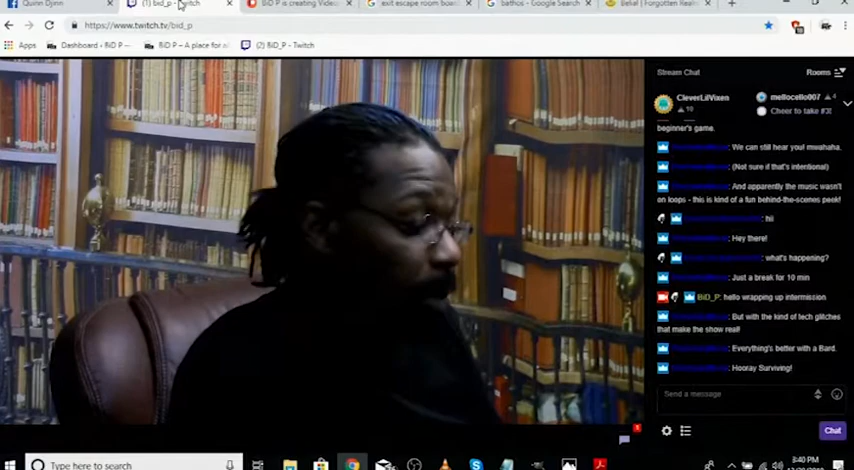 Quinn Djinn
(1) bid_p - Twitch
BiD P is creating Video
exit escape room board
bathos - Google Search
Belial | Forgotten Real
https://www.twitch.tv/bid_p
Apps
Dashboard - BiD P —
BiD P – A place for a
(2) BiD_P - Twitch
Stream Chat
Rooms
CleverLilVixen
10
mellocello007
4
Cheer to take #3!
beginner's game.
: We can still hear you! mwahaha.
: (Not sure if that's intentional)
: And apparently the music wasn't
on loops - this is kind of a fun behind-the-scenes peek!
: hii
: Hey there!
: what's happening?
: Just a break for 10 min
BiD_P: hello wrapping up intermission
: But with the kind of tech glitches
that make the show real!
: Everything's better with a Bard.
: Hooray Surviving!
Send a message
Chat
Type here to search
3:40 PM